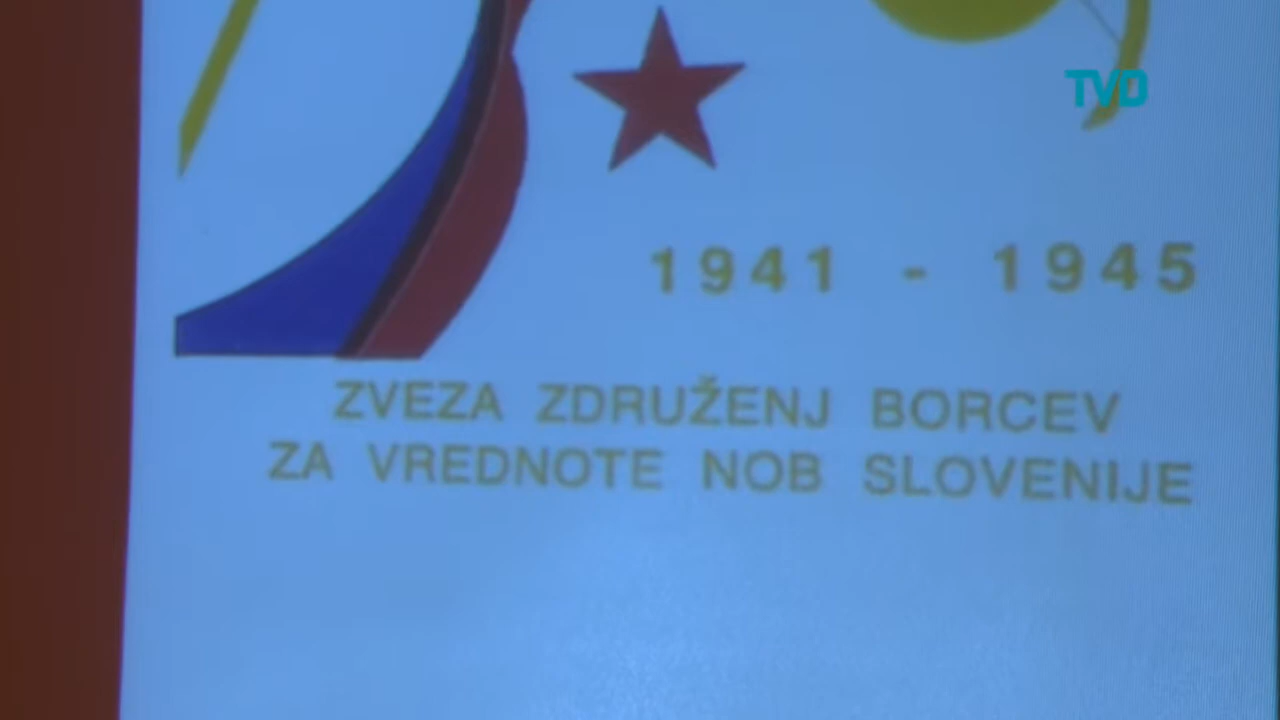 TVD
1941 - 1945
ZVEZA ZDRUŽENJ BORCEV
ZA VREDNOTE NOB SLOVENIJE